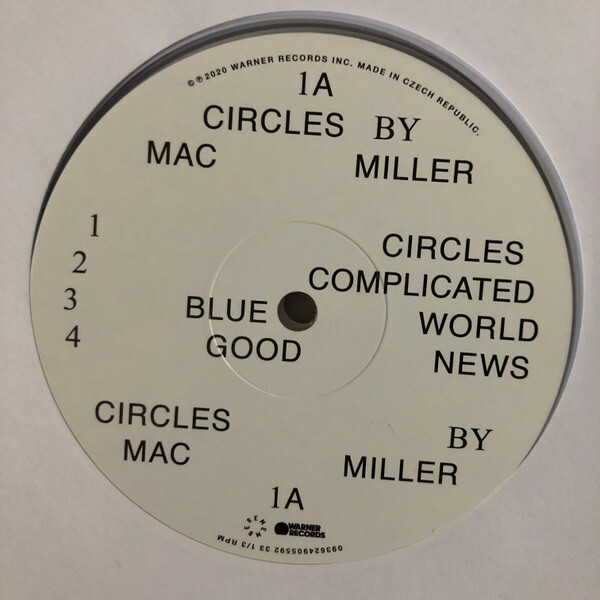 ©℗2020 WARNER RECORDS INC. MADE IN CZECH REPUBLIC.
1A
CIRCLES BY
MAC MILLER
1 CIRCLES
2 COMPLICATED
3 BLUE WORLD
4 GOOD NEWS
CIRCLES BY
MAC MILLER
1A
WARNER
RECORDS
093624905592 33 1/3 RPM